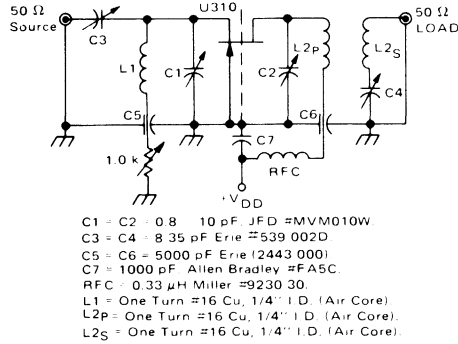 50 Ω
Source
U310
50 Ω
LOAD
C3
L1
C1
C2
L2P
L2S
C4
C5
C6
C7
1.0 k
RFC
+VDD
C1 = C2 = 0.8 10 pF, JFD #MVM010W.
C3 = C4 = 8 35 pF Erie #539 002D.
C5 = C6 = 5000 pF Erie (2443 000)
C7 = 1000 pF. Allen Bradley #FA5C.
RFC = 0.33 μH Miller #9230 30.
L1 = One Turn #16 Cu, 1/4'' I.D. (Air Core).
L2P = One Turn #16 Cu, 1/4'' I.D. (Air Core).
L2S = One Turn #16 Cu, 1/4'' I.D. (Air Core).